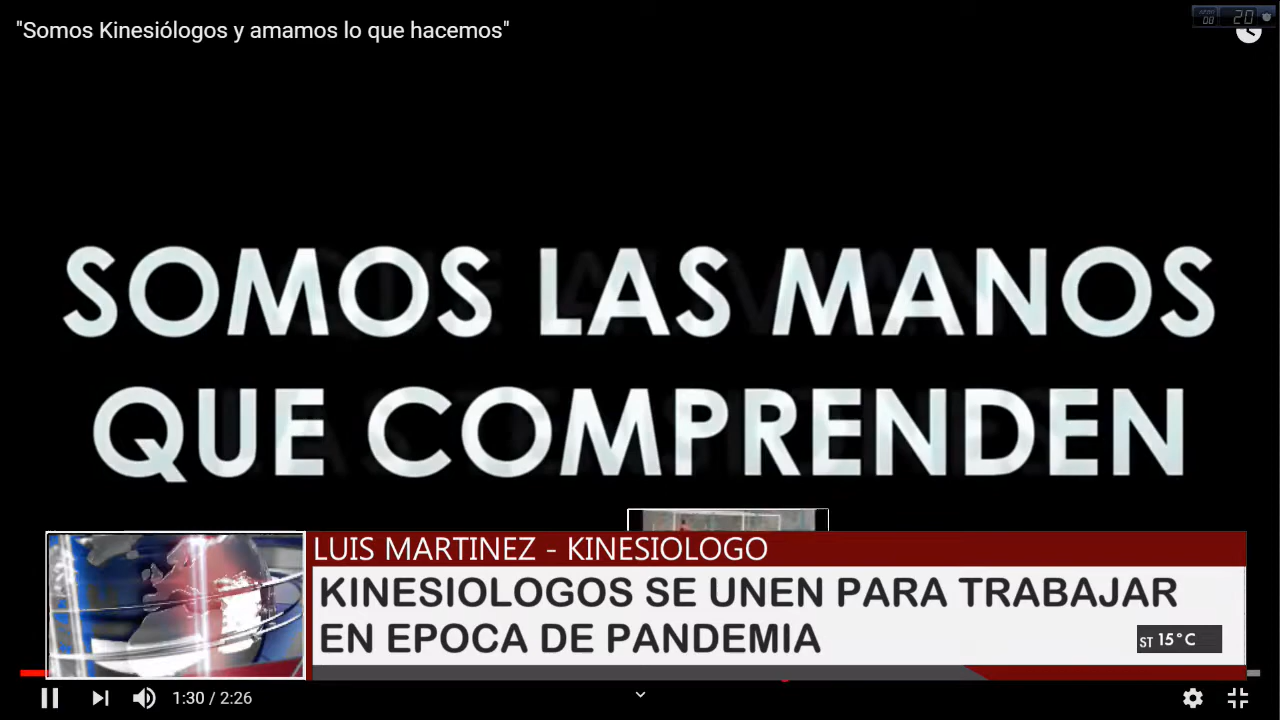 "Somos Kinesiólogos y amamos lo que hacemos"
20
SOMOS LAS MANOS
QUE COMPRENDEN
LUIS MARTINEZ - KINESIOLOGO
KINESIOLOGOS SE UNEN PARA TRABAJAR
EN EPOCA DE PANDEMIA
ST 15°C
1:30 / 2:26